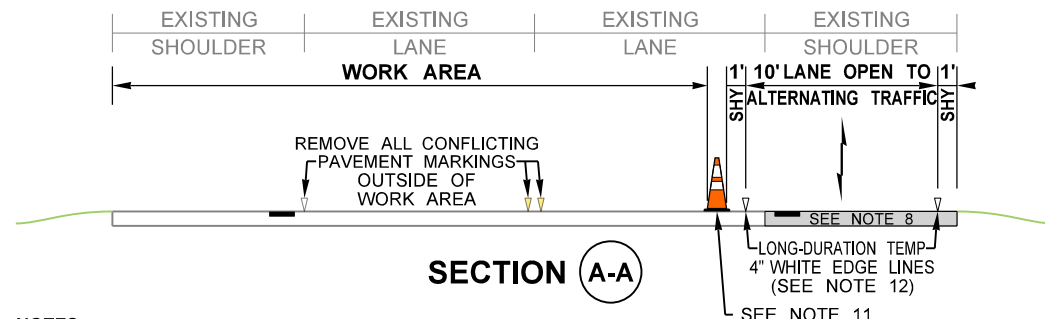 EXISTING EXISTING EXISTING EXISTING
SHOULDER LANE LANE SHOULDER
WORK AREA
1' 10' LANE OPEN TO 1'
ALTERNATING TRAFFIC
SHY
SHY
REMOVE ALL CONFLICTING
PAVEMENT MARKINGS
OUTSIDE OF
WORK AREA
SEE NOTE 8
LONG-DURATION TEMP
4" WHITE EDGE LINES
(SEE NOTE 12)
SECTION A-A
SEE NOTE 11